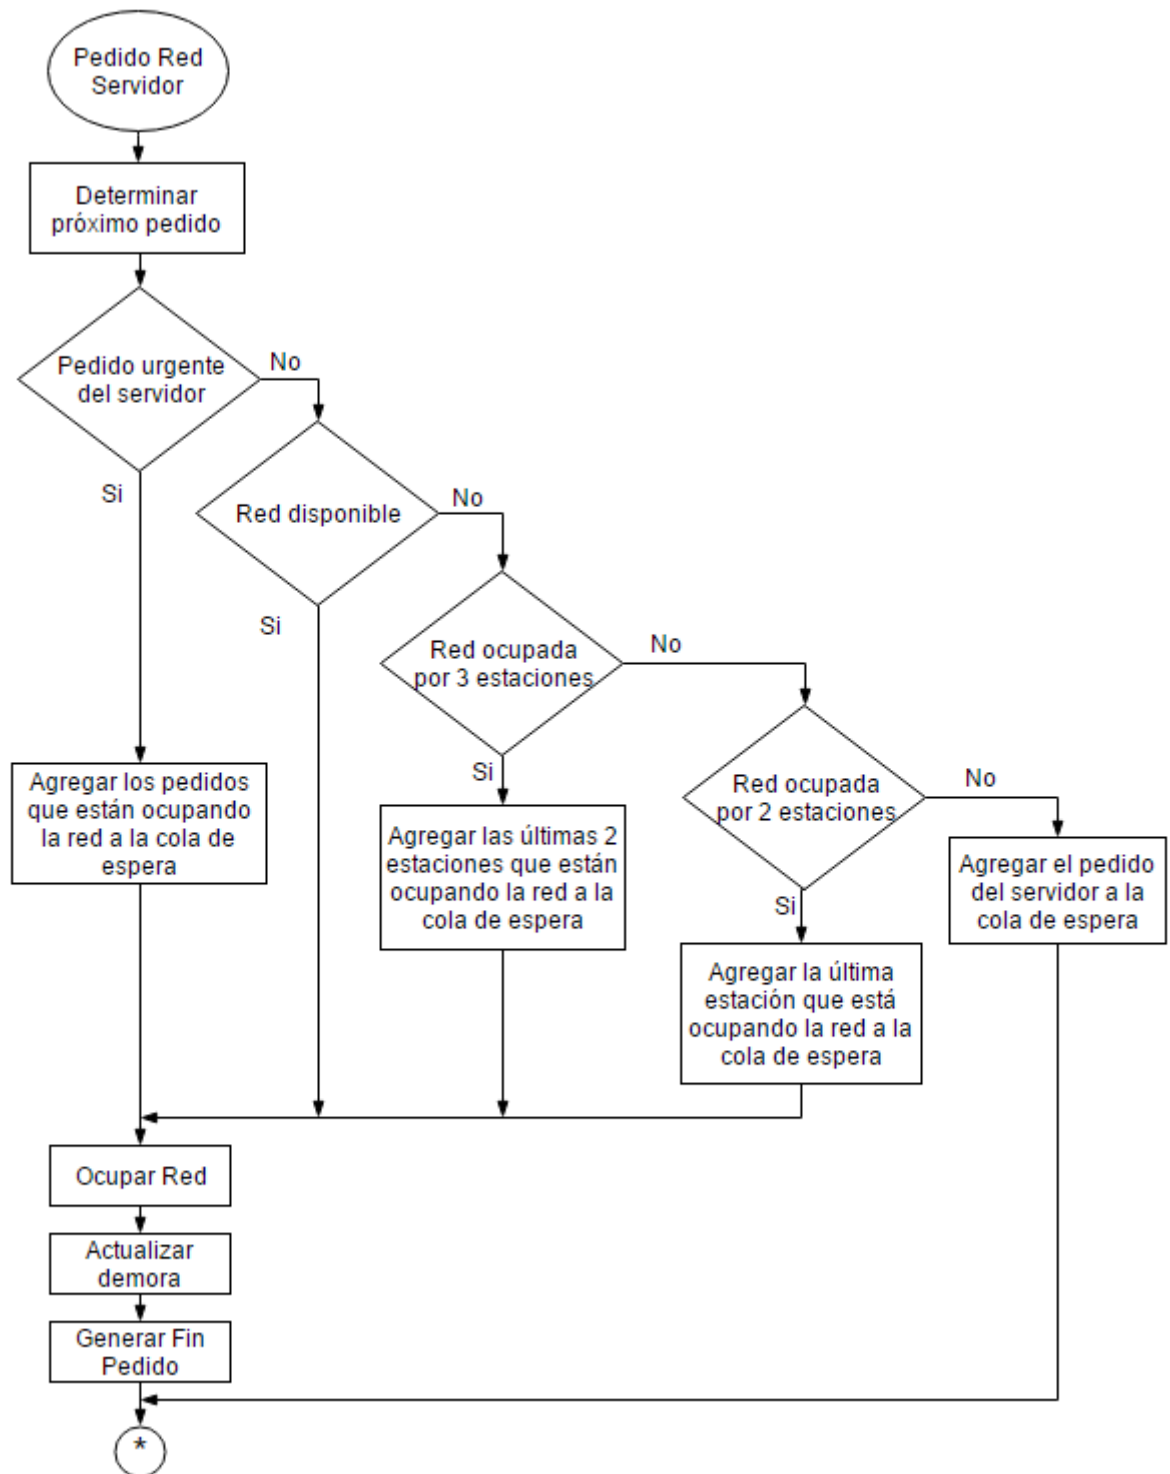 Pedido Red
Servidor
Determinar
próximo pedido
Pedido urgente
del servidor
No
Si
Red disponible
No
Si
Red ocupada
por 3 estaciones
No
Si
Red ocupada
por 2 estaciones
No
Si
Agregar los pedidos
que están ocupando
la red a la cola de
espera
Agregar las últimas 2
estaciones que están
ocupando la red a la
cola de espera
Agregar el pedido
del servidor a la
cola de espera
Agregar la última
estación que está
ocupando la red a la
cola de espera
Ocupar Red
Actualizar
demora
Generar Fin
Pedido
*